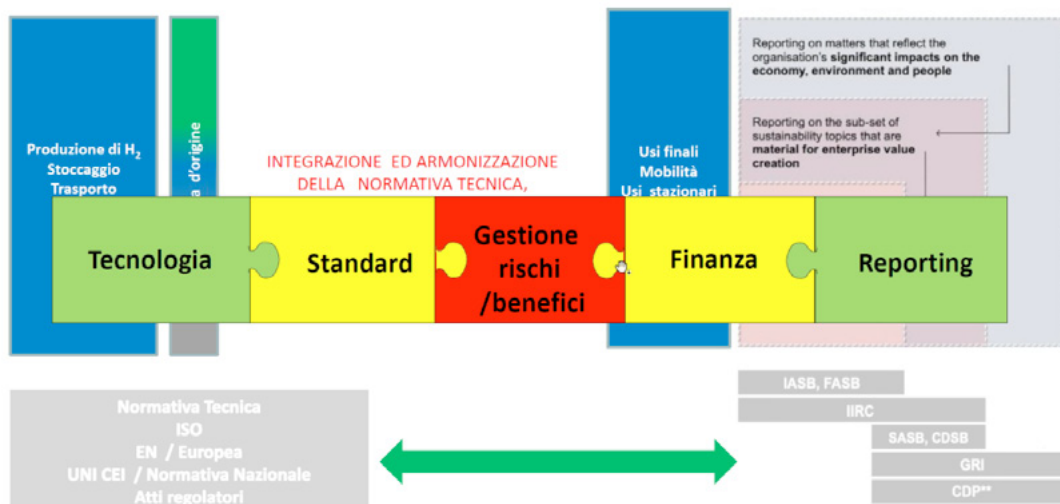 Produzione di H2
Stoccaggio
Trasporto
d'origine
INTEGRAZIONE ED ARMONIZZAZIONE
DELLA NORMATIVA TECNICA,
Usi finali
Mobilità
Usi stazionari
Reporting on matters that reflect the
organisation's significant impacts on the
economy, environment and people
Reporting on the sub-set of
sustainability topics that are
material for enterprise value
creation
Tecnologia
Standard
Gestione
rischi
/benefici
Finanza
Reporting
Normativa Tecnica
ISO
EN / Europea
UNI CEI / Normativa Nazionale
Atti regolatori
IASB, FASB
IIRC
SASB, CDSB
GRI
CDP**